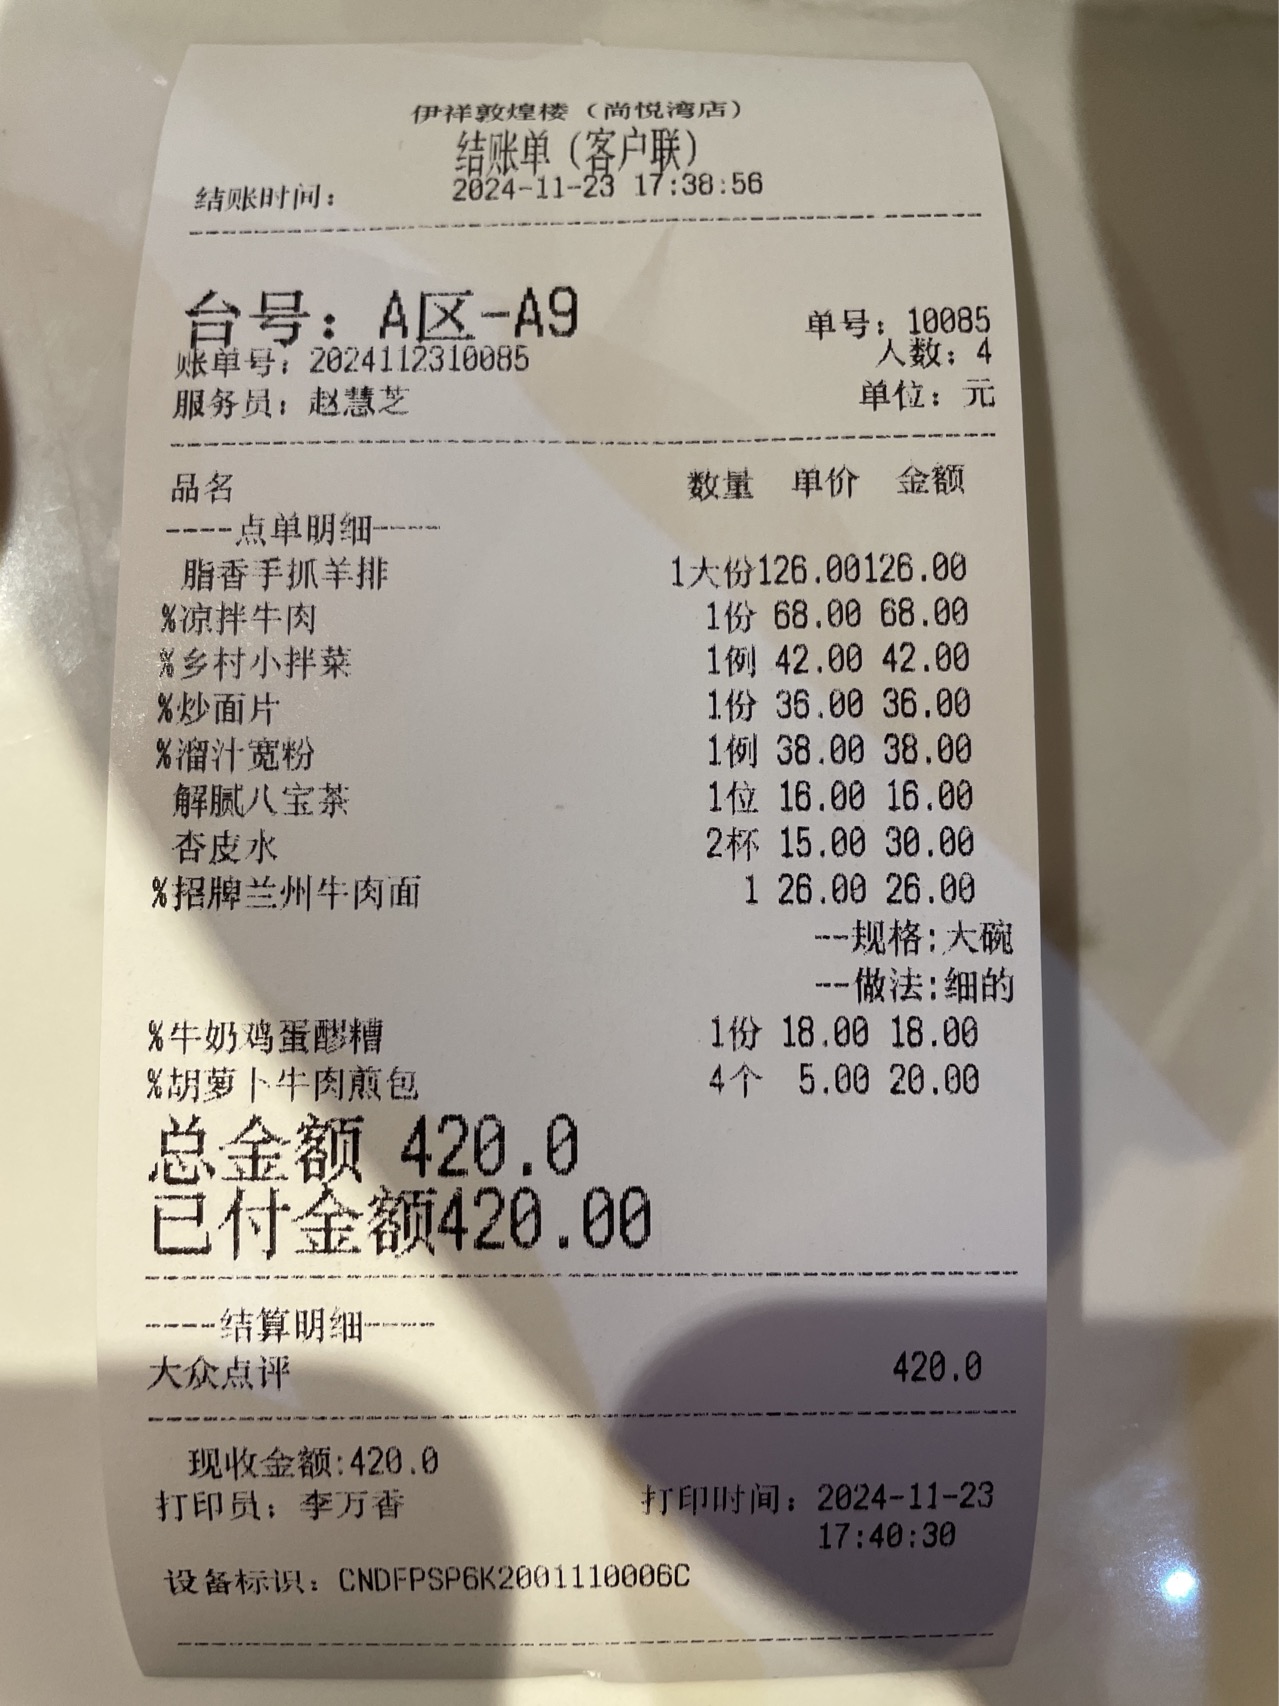 伊祥敦煌楼（尚悦湾店）
结账单（客户联）
结账时间： 2024-11-23 17:38:56
台号：A区-A9 单号：10085
账单号：2024112310085 人数：4
服务员：赵慧芝 单位：元
品名 数量 单价 金额
----点单明细----
脂香手抓羊排 1大份126.00126.00
%凉拌牛肉 1份 68.00 68.00
%乡村小拌菜 1例 42.00 42.00
%炒面片 1份 36.00 36.00
%溜汁宽粉 1例 38.00 38.00
解腻八宝茶 1位 16.00 16.00
杏皮水 2杯 15.00 30.00
%招牌兰州牛肉面 1 26.00 26.00
--规格:大碗
--做法:细的
%牛奶鸡蛋醪糟 1份 18.00 18.00
%胡萝卜牛肉煎包 4个 5.00 20.00
总金额 420.0
已付金额420.00
----结算明细----
大众点评 420.0
现收金额:420.0
打印员：李万香 打印时间：2024-11-23
17:40:30
设备标识：CNDFPSP6K2001110006C